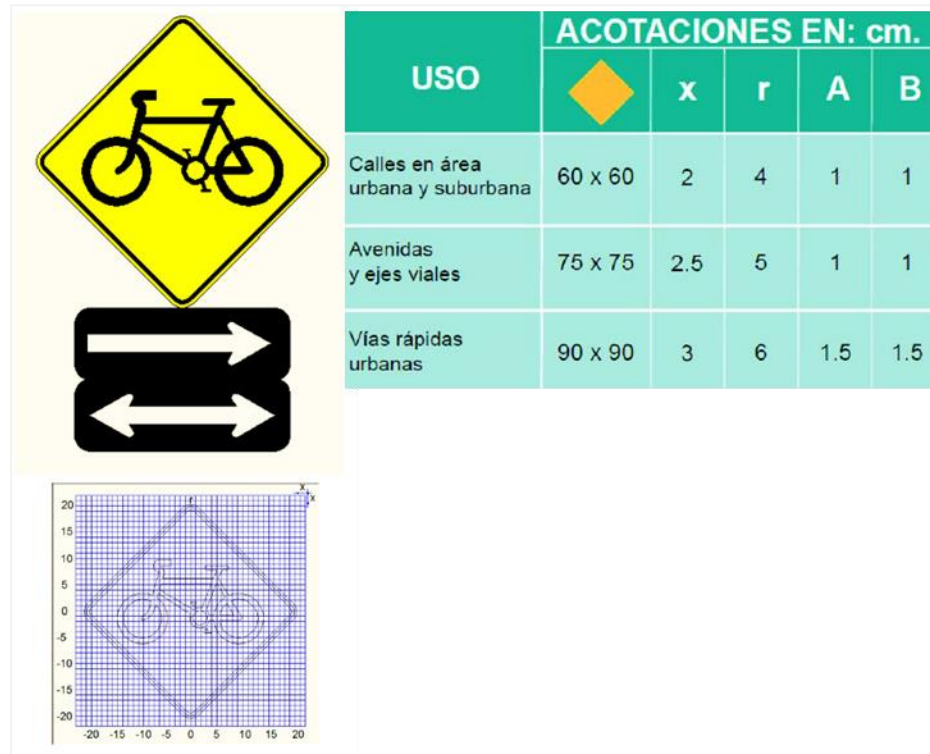 USO
ACOTACIONES EN: cm.
x r A B
Calles en área
urbana y suburbana
60 x 60 2 4 1 1
Avenidas
y ejes viales
75 x 75 2.5 5 1 1
Vías rápidas
urbanas
90 x 90 3 6 1.5 1.5
x
x
r
20
15
10
5
0
-5
-10
-15
-20
-20 -15 -10 -5 0 5 10 15 20